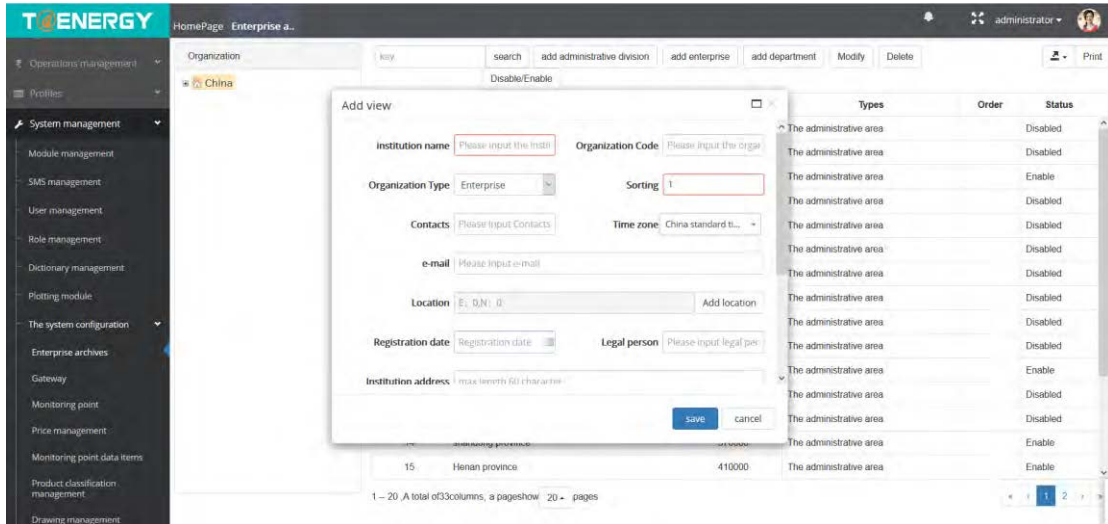 TOENERGY
HomePage Enterprise a..
administrator
Operations management
Profiles
System management
Module management
SMS management
User management
Role management
Dictionary management
Plotting module
The system configuration
Enterprise archives
Gateway
Monitoring point
Price management
Monitoring point data items
Product classification
management
Drawing management
Organization
China
key search add administrative division add enterprise add department Modify Delete Print
Disable/Enable
Types Order Status
The administrative area Disabled
The administrative area Disabled
The administrative area Enable
The administrative area Disabled
The administrative area Disabled
The administrative area Disabled
The administrative area Disabled
The administrative area Disabled
The administrative area Disabled
The administrative area Disabled
The administrative area Enable
The administrative area Disabled
The administrative area Disabled
14 shandong province 370000 The administrative area Enable
15 Henan province 410000 The administrative area Enable
1 – 20 ,A total of33columns, a pageshow 20 pages
1 2
Add view
institution name Please input the instit
Organization Code Please input the organ
Organization Type Enterprise
Sorting 1
Contacts Please Input Contacts
Time zone China standard ti...
e-mail Please input e-mail
Location E: 0,N: 0 Add location
Registration date Registration date
Legal person Please input legal per
Institution address max length 60 character
save cancel